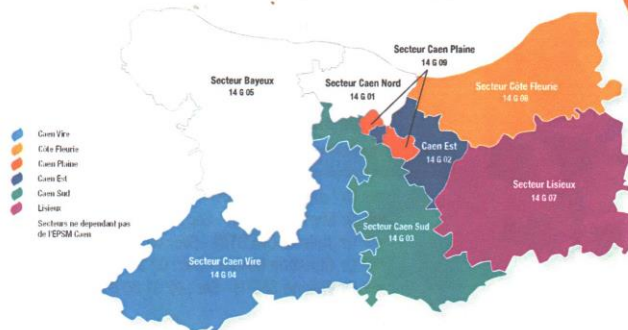 Secteur Caen Plaine
14 G 09
Secteur Bayeux
14 G 05
Secteur Caen Nord
14 G 01
Secteur Côte Fleurie
14 G 06
Caen Est
14 G 02
Secteur Lisieux
14 G 07
Secteur Caen Sud
14 G 03
Secteur Caen Vire
14 G 04
Caen Vire
Côte Fleurie
Caen Plaine
Caen Est
Caen Sud
Lisieux
Secteurs ne dépendant pas
de l'EPSM Caen